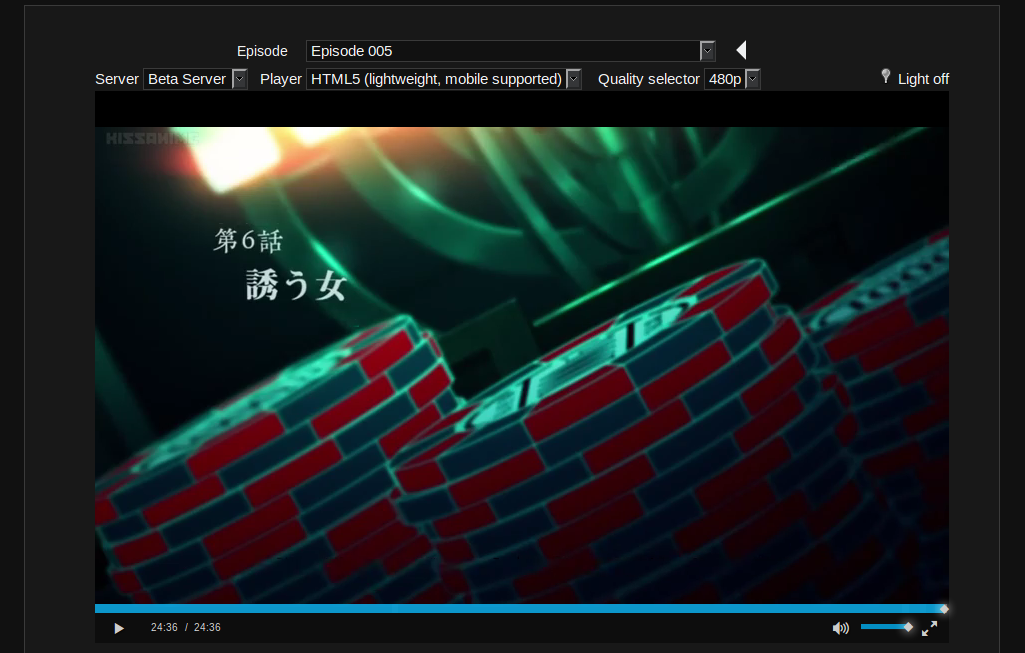 Episode Episode 005
Server Beta Server Player HTML5 (lightweight, mobile supported) Quality selector 480p Light off
KISSANIME
第6話
誘う女
24:36 / 24:36